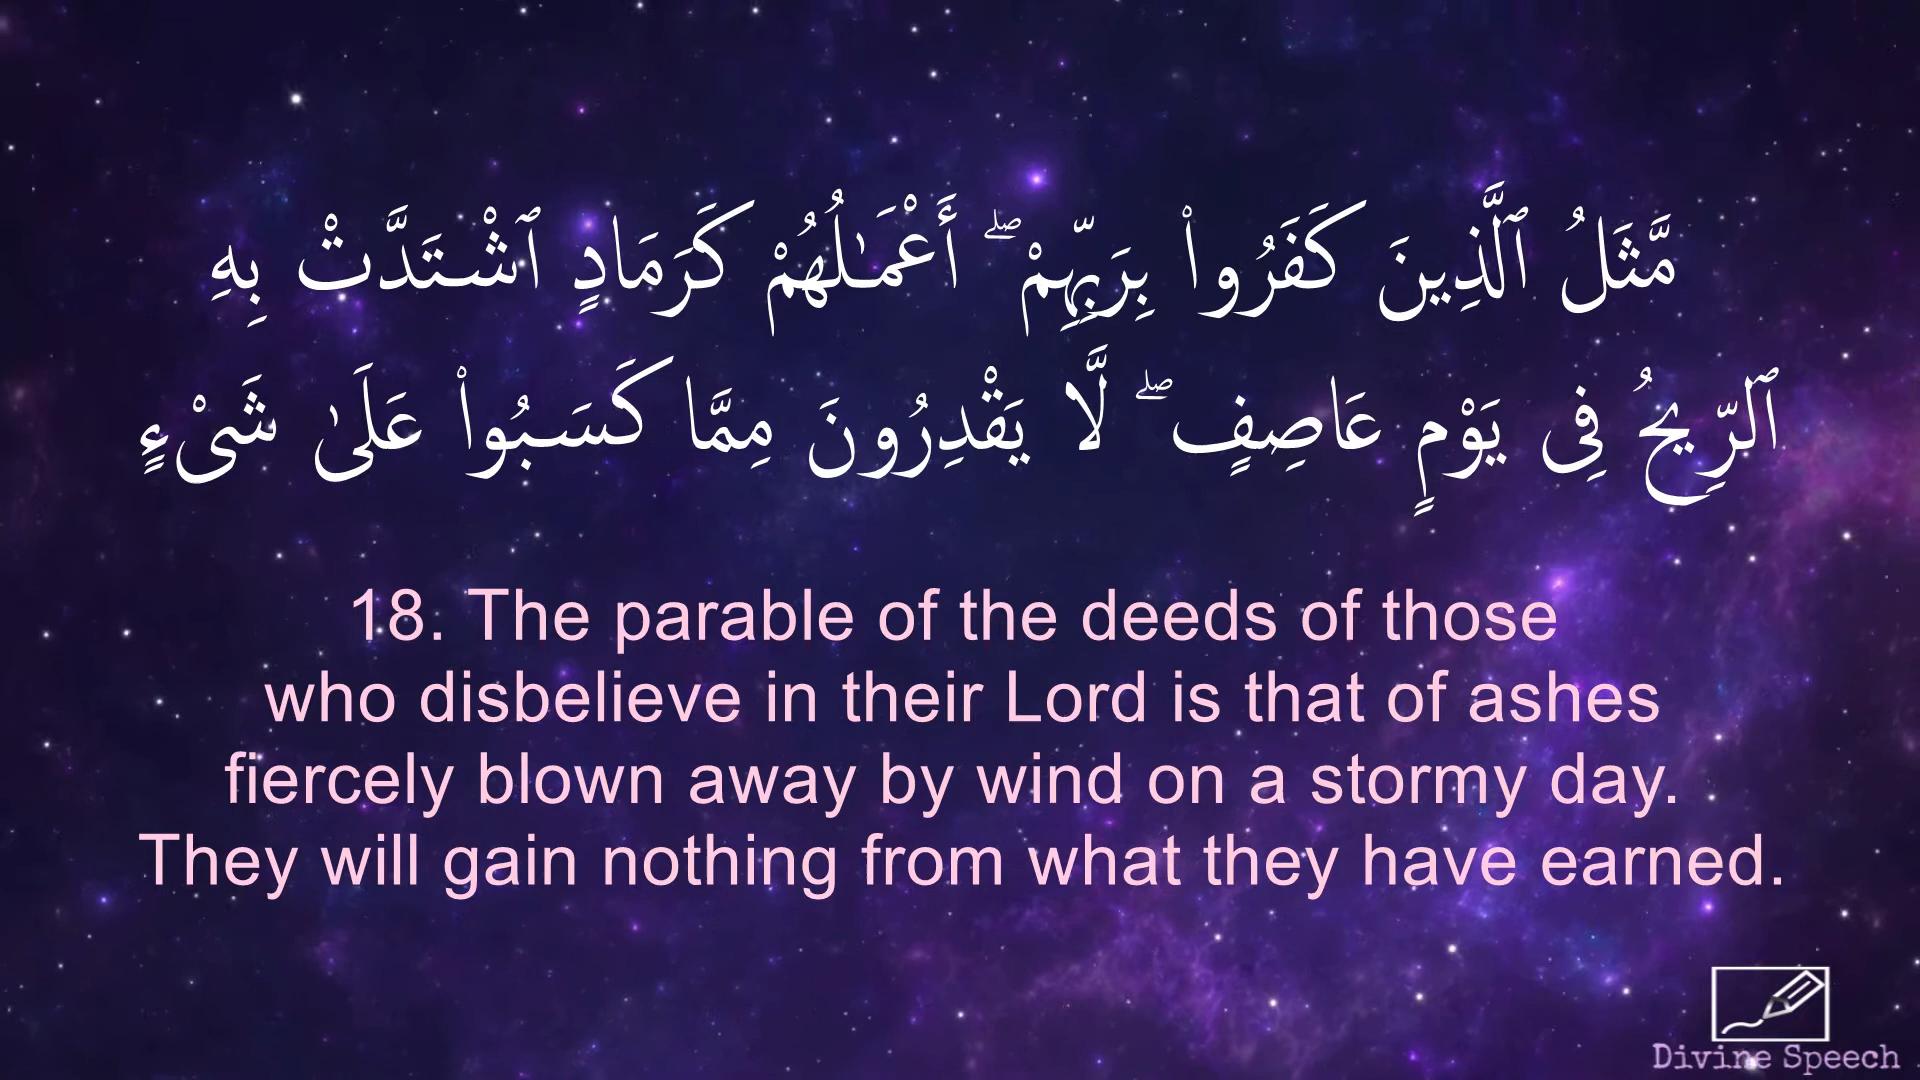 مَّثَلُ ٱلَّذِينَ كَفَرُوا۟ بِرَبِّهِمْ ۖ أَعْمَـٰلُهُمْ كَرَمَادٍ ٱشْتَدَّتْ بِهِ
ٱلرِّيحُ فِى يَوْمٍ عَاصِفٍ ۖ لَّا يَقْدِرُونَ مِمَّا كَسَبُوا۟ عَلَىٰ شَىْءٍ
18. The parable of the deeds of those
who disbelieve in their Lord is that of ashes
fiercely blown away by wind on a stormy day.
They will gain nothing from what they have earned.
Divine Speech